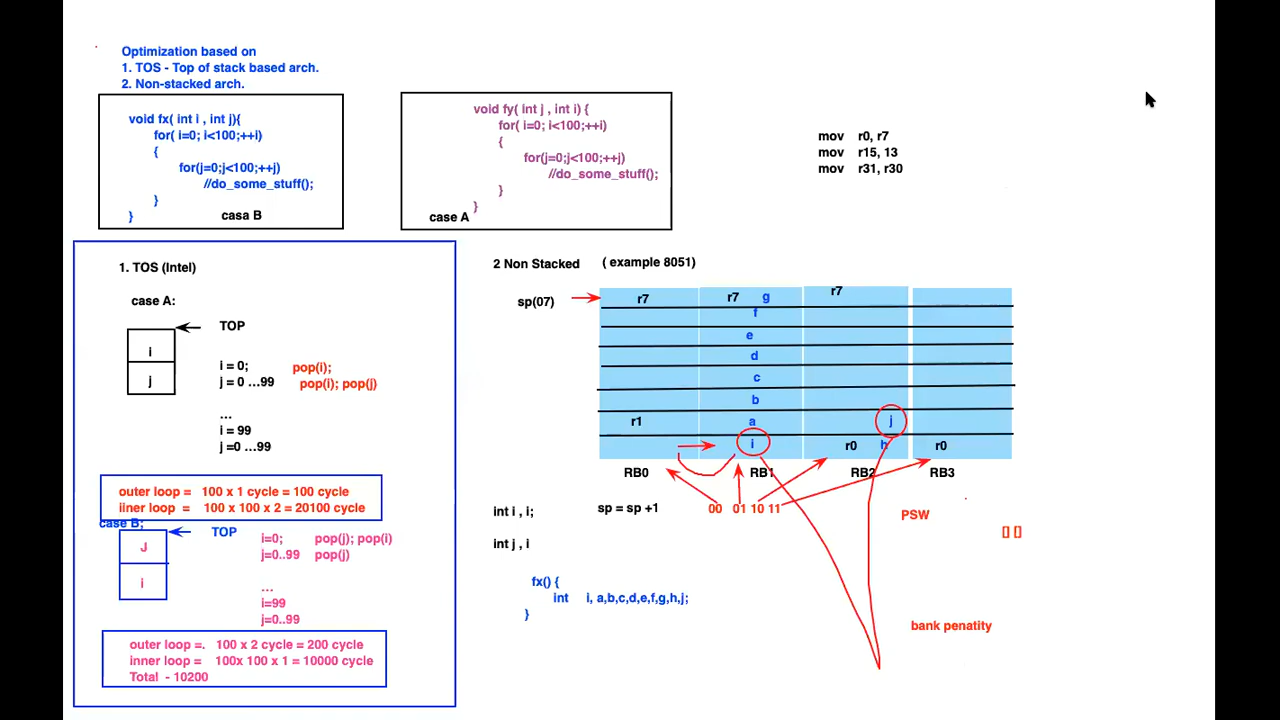 Optimization based on
1. TOS - Top of stack based arch.
2. Non-stacked arch.
void fx( int i , int j){
for( i=0; i<100;++i)
{
for(j=0;j<100;++j)
//do_some_stuff();
}
}
casa B
void fy( int j , int i) {
for( i=0; i<100;++i)
{
for(j=0;j<100;++j)
//do_some_stuff();
}
}
case A
mov r0, r7
mov r15, 13
mov r31, r30
1. TOS (Intel)
case A:
TOP
i
j
i = 0; pop(i);
j = 0 ...99 pop(i); pop(j)
...
i = 99
j =0 ...99
outer loop = 100 x 1 cycle = 100 cycle
iiner loop = 100 x 100 x 2 = 20100 cycle
case B;
TOP
J
i
i=0; pop(j); pop(i)
j=0..99 pop(j)
...
i=99
j=0..99
outer loop =. 100 x 2 cycle = 200 cycle
inner loop = 100x 100 x 1 = 10000 cycle
Total - 10200
2 Non Stacked ( example 8051)
sp(07)
r7 r7 g r7
f
e
d
c
b
r1 a j
i r0 h r0
RB0 RB1 RB2 RB3
int i , i; sp = sp +1 00 01 10 11
PSW
[] []
int j , i
fx() {
int i, a,b,c,d,e,f,g,h,j;
}
bank penatity